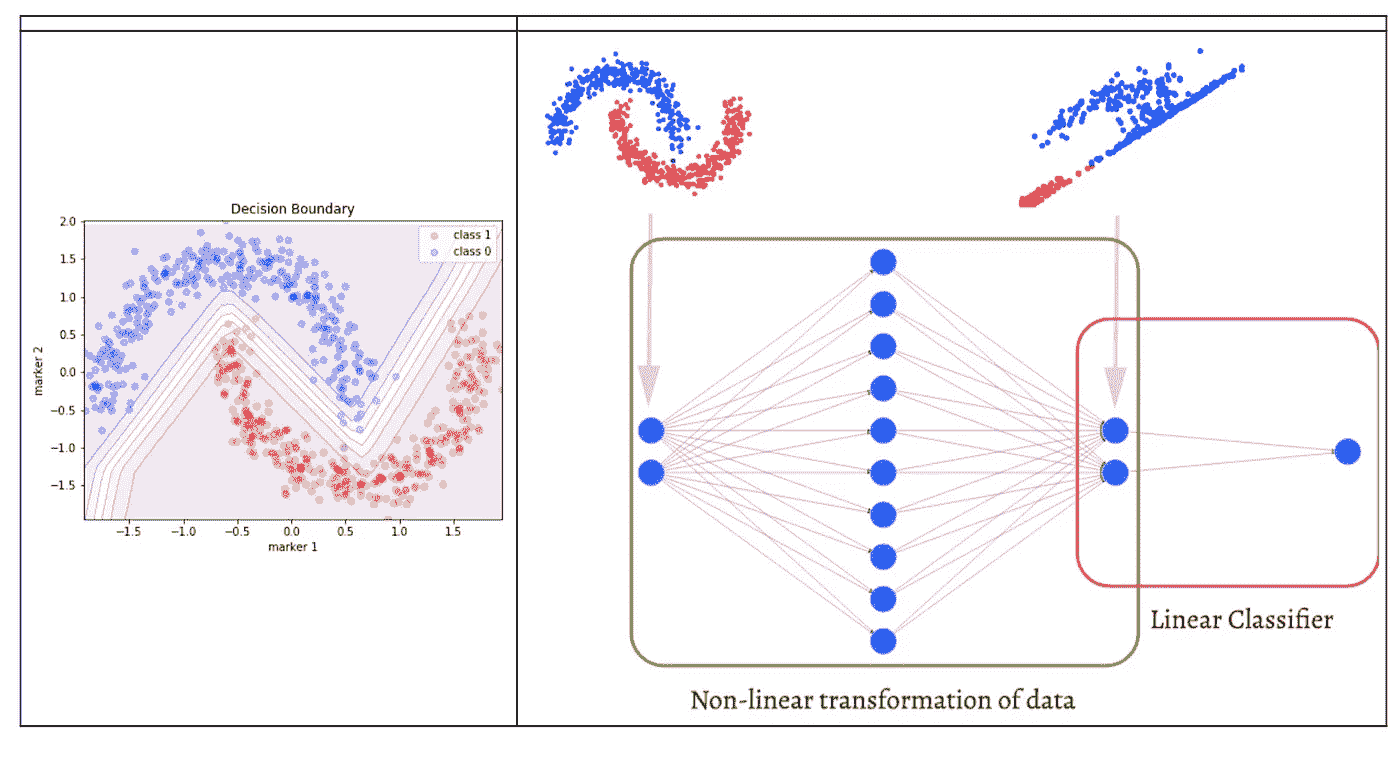 Decision Boundary
class 1
class 0
2.0
1.5
1.0
0.5
0.0
−0.5
−1.0
−1.5
marker 2
−1.5
−1.0
−0.5
0.0
0.5
1.0
1.5
marker 1
Linear Classifier
Non-linear transformation of data